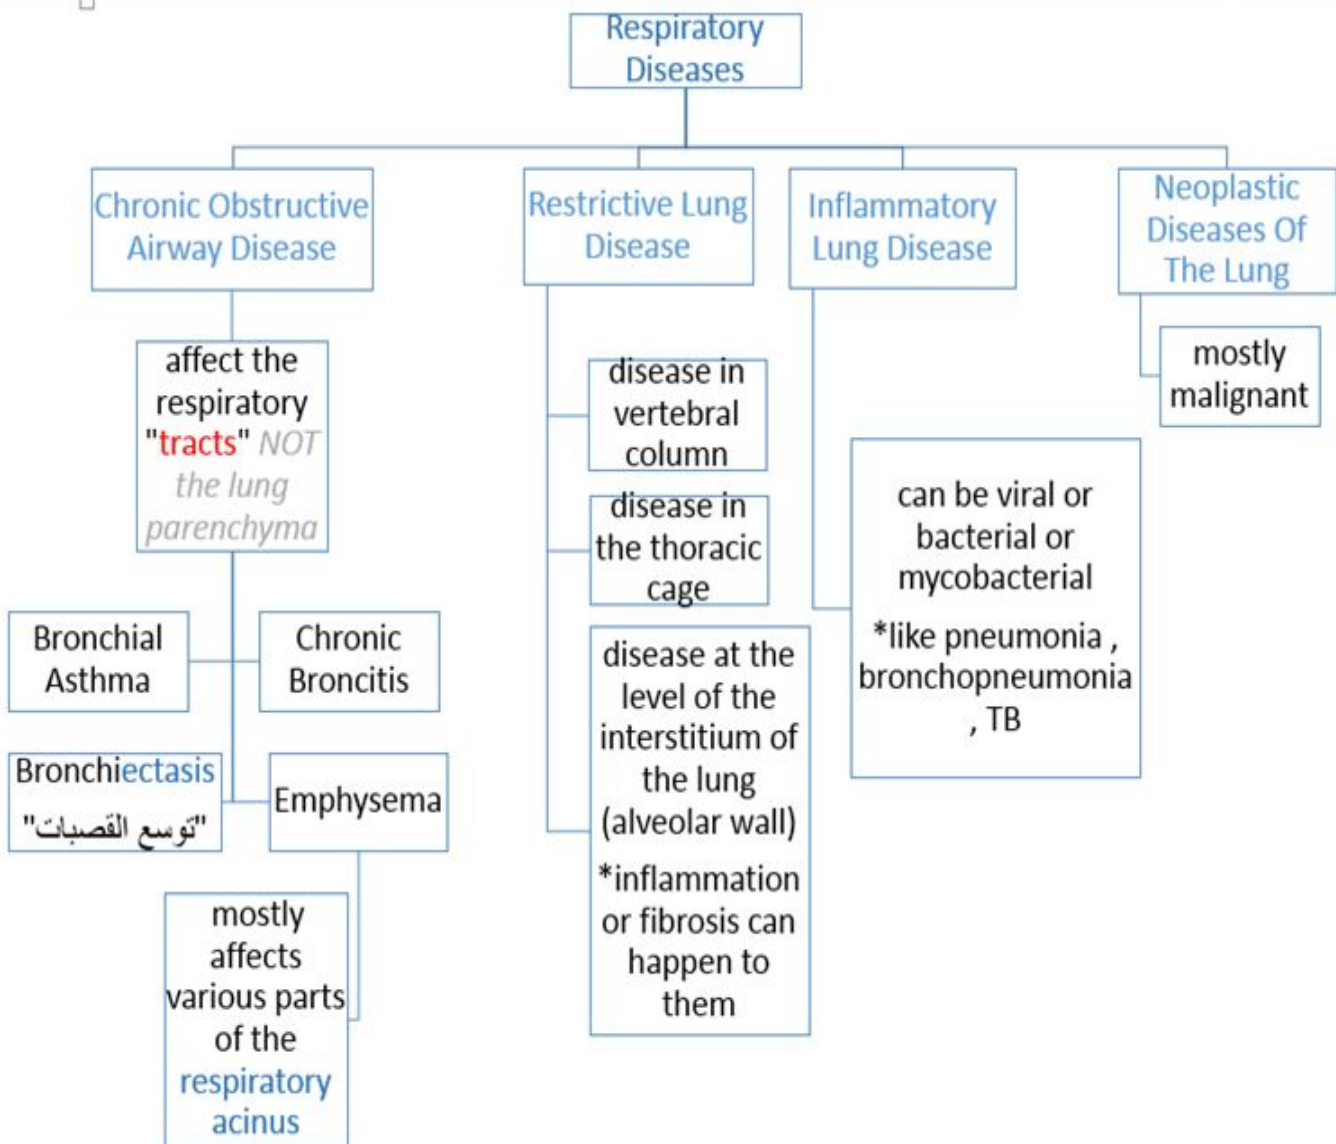 Respiratory
Diseases
Chronic Obstructive
Airway Disease
affect the
respiratory
"tracts" NOT
the lung
parenchyma
Bronchial
Asthma
Chronic
Broncitis
Bronchiectasis
"توسع القصبات"
Emphysema
mostly
affects
various parts
of the
respiratory
acinus
Restrictive Lung
Disease
disease in
vertebral
column
disease in
the thoracic
cage
disease at the
level of the
interstitium of
the lung
(alveolar wall)
*inflammation
or fibrosis can
happen to
them
Inflammatory
Lung Disease
can be viral or
bacterial or
mycobacterial
*like pneumonia ,
bronchopneumonia
, TB
Neoplastic
Diseases Of
The Lung
mostly
malignant